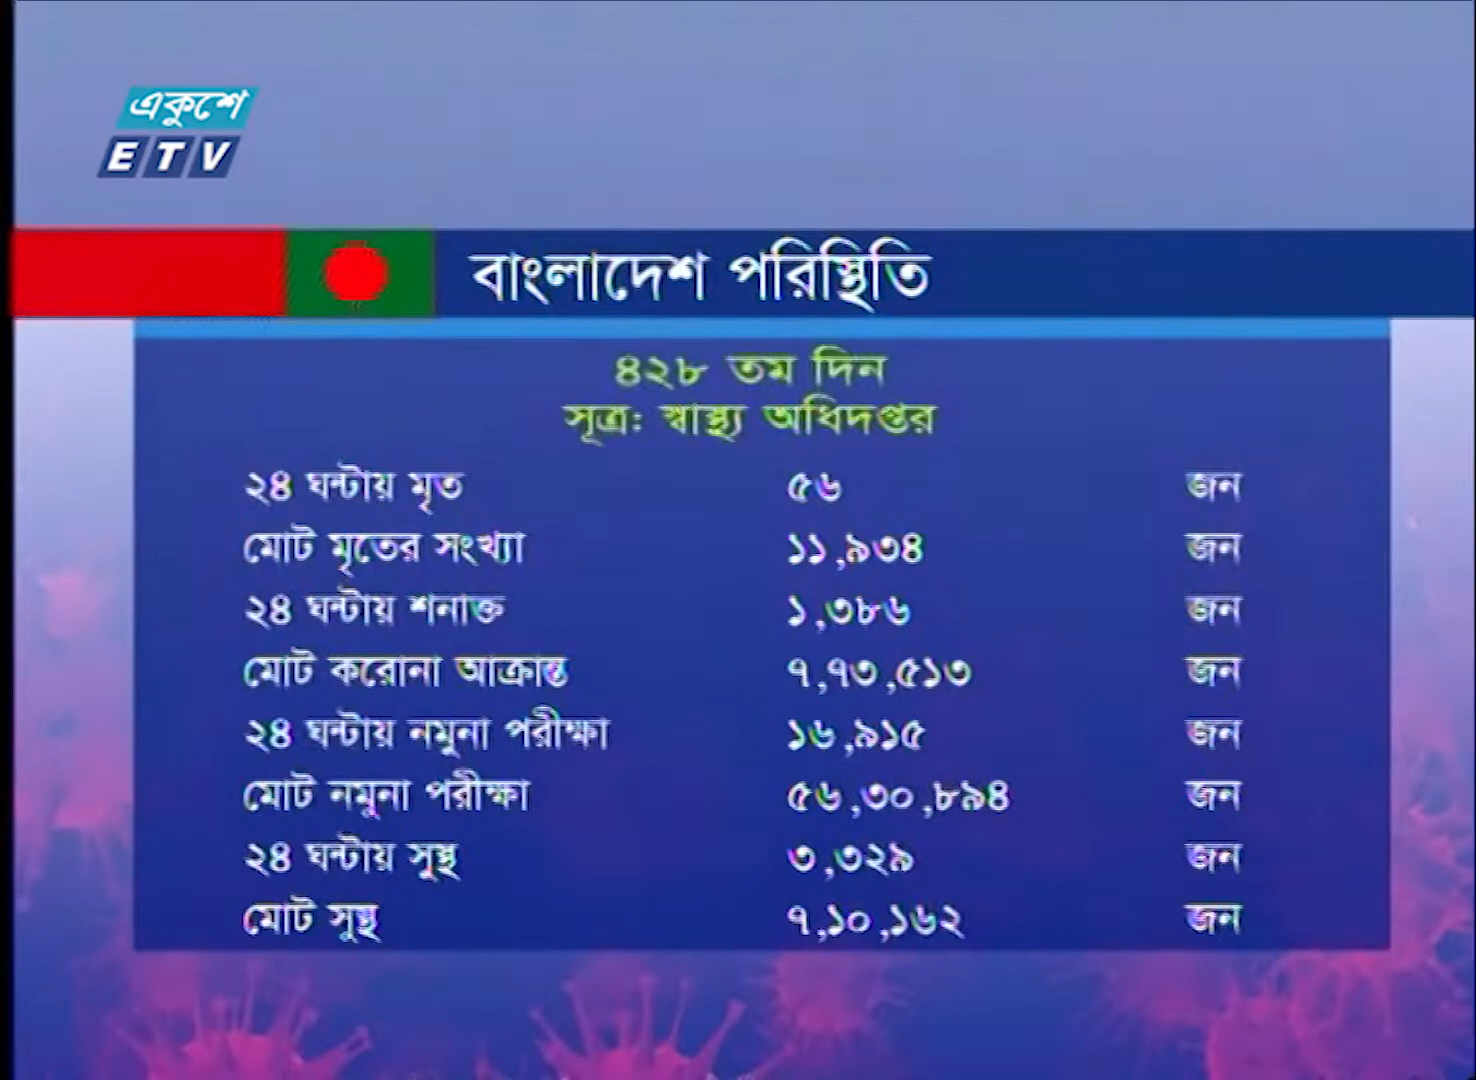 একুশে
ETV
বাংলাদেশ পরিস্থিতি
৪২৮ তম দিন
সূত্র: স্বাস্থ্য অধিদপ্তর
২৪ ঘন্টায় মৃত ৫৬ জন
মোট মৃতের সংখ্যা ১১,৯৩৪ জন
২৪ ঘন্টায় শনাক্ত ১,৩৮৬ জন
মোট করোনা আক্রান্ত ৭,৭৩,৫১৩ জন
২৪ ঘন্টায় নমুনা পরীক্ষা ১৬,৯১৫ জন
মোট নমুনা পরীক্ষা ৫৬,৩০,৮৯৪ জন
২৪ ঘন্টায় সুস্থ ৩,৩২৯ জন
মোট সুস্থ ৭,১০,১৬২ জন